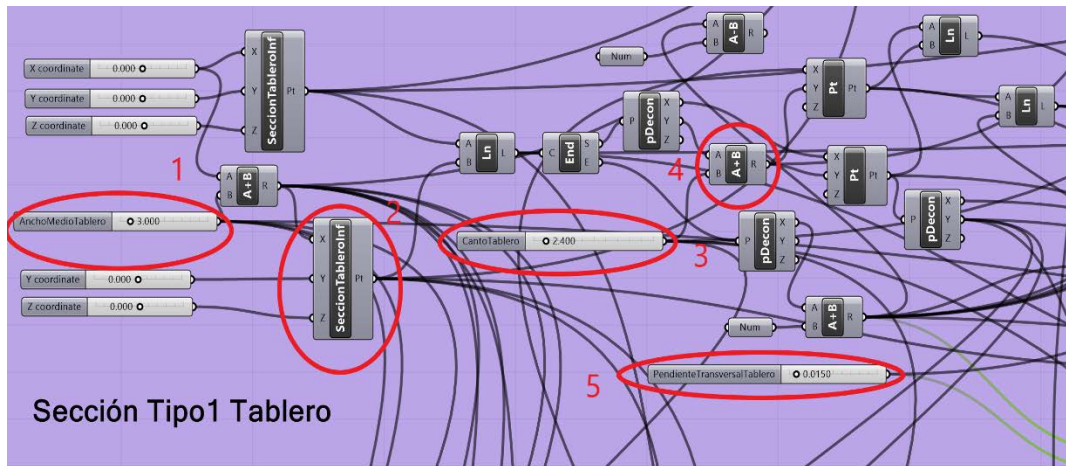 X coordinate 0.000
Y coordinate 0.000
Z coordinate 0.000
X
Y
Z
SeccionTableroInf
Pt
A
B
A-B
R
Num
A
B
Ln
L
X
Y
Z
Pt
Pt
A
B
Ln
L
P
pDecon
X
Y
Z
A
B
Ln
L
C
End
S
E
4
A
B
A+B
R
X
Y
Z
Pt
Pt
1
A
B
A+B
R
AnchoMedioTablero 3.000
2
X
Y
Z
SeccionTableroInf
Pt
CantoTablero 2.400
3
P
pDecon
X
Y
Z
P
pDecon
X
Y
Z
Y coordinate 0.000
Z coordinate 0.000
Num
A
B
A+B
R
5
PendienteTransversalTablero 0.0150
Sección Tipo1 Tablero